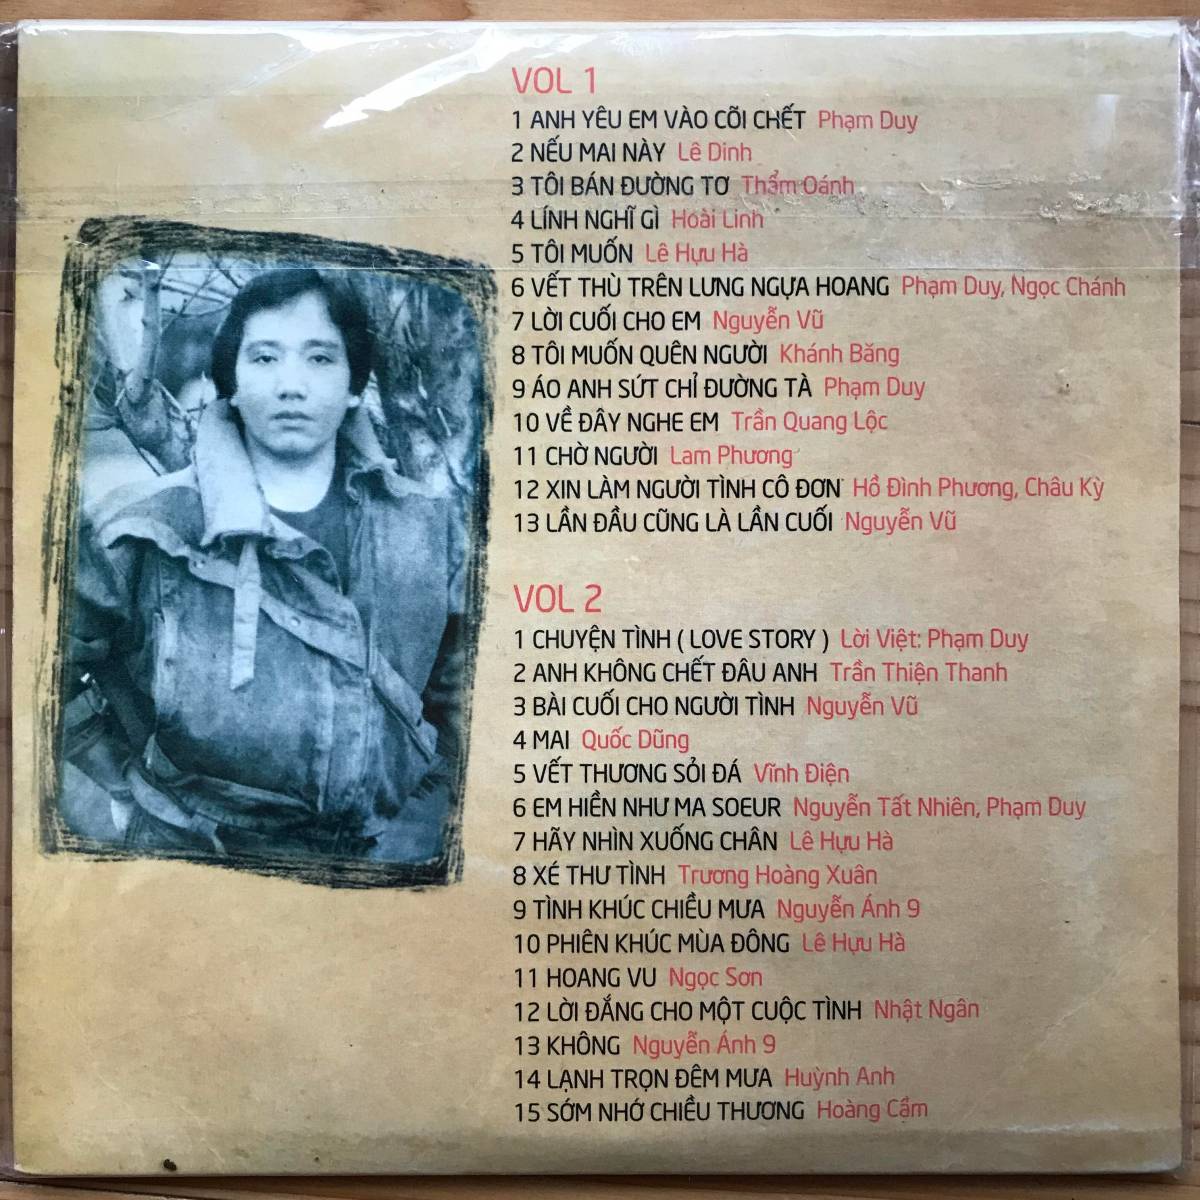 VOL 1
1 ANH YÊU EM VÀO CÕI CHẾT Phạm Duy
2 NẾU MAI NÀY Lê Dinh
3 TÔI BÁN ĐƯỜNG TƠ Thẩm Oánh
4 LÍNH NGHĨ GÌ Hoài Linh
5 TÔI MUỐN Lê Hựu Hà
6 VẾT THÙ TRÊN LƯNG NGỰA HOANG Phạm Duy, Ngọc Chánh
7 LỜI CUỐI CHO EM Nguyễn Vũ
8 TÔI MUỐN QUÊN NGƯỜI Khánh Băng
9 ÁO ANH SỨT CHỈ ĐƯỜNG TÀ Phạm Duy
10 VỀ ĐÂY NGHE EM Trần Quang Lộc
11 CHỜ NGƯỜI Lam Phương
12 XIN LÀM NGƯỜI TÌNH CÔ ĐƠN Hồ Đình Phương, Châu Kỳ
13 LẦN ĐẦU CŨNG LÀ LẦN CUỐI Nguyễn Vũ
VOL 2
1 CHUYỆN TÌNH ( LOVE STORY ) Lời Việt: Phạm Duy
2 ANH KHÔNG CHẾT ĐÂU ANH Trần Thiện Thanh
3 BÀI CUỐI CHO NGƯỜI TÌNH Nguyễn Vũ
4 MAI Quốc Dũng
5 VẾT THƯƠNG SỎI ĐÁ Vĩnh Điện
6 EM HIỀN NHƯ MA SOEUR Nguyễn Tất Nhiên, Phạm Duy
7 HÃY NHÌN XUỐNG CHÂN Lê Hựu Hà
8 XÉ THƯ TÌNH Trương Hoàng Xuân
9 TÌNH KHÚC CHIỀU MƯA Nguyễn Ánh 9
10 PHIÊN KHÚC MÙA ĐÔNG Lê Hựu Hà
11 HOANG VU Ngọc Sơn
12 LỜI ĐẮNG CHO MỘT CUỘC TÌNH Nhật Ngân
13 KHÔNG Nguyễn Ánh 9
14 LẠNH TRỌN ĐÊM MƯA Huỳnh Anh
15 SỚM NHỚ CHIỀU THƯƠNG Hoàng Cầm